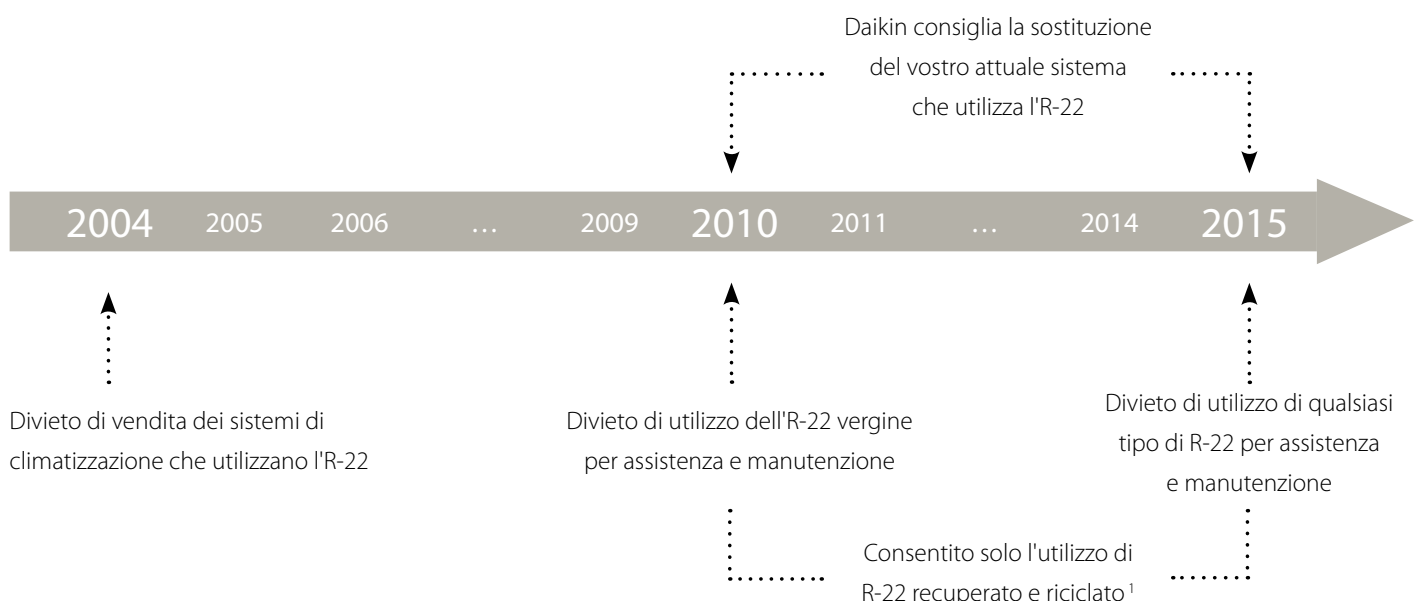 Daikin consiglia la sostituzione
del vostro attuale sistema
che utilizza l'R-22
2004 2005 2006 ... 2009 2010 2011 ... 2014 2015
Divieto di vendita dei sistemi di
climatizzazione che utilizzano l'R-22
Divieto di utilizzo dell'R-22 vergine
per assistenza e manutenzione
Divieto di utilizzo di qualsiasi
tipo di R-22 per assistenza
e manutenzione
Consentito solo l'utilizzo di
R-22 recuperato e riciclato¹